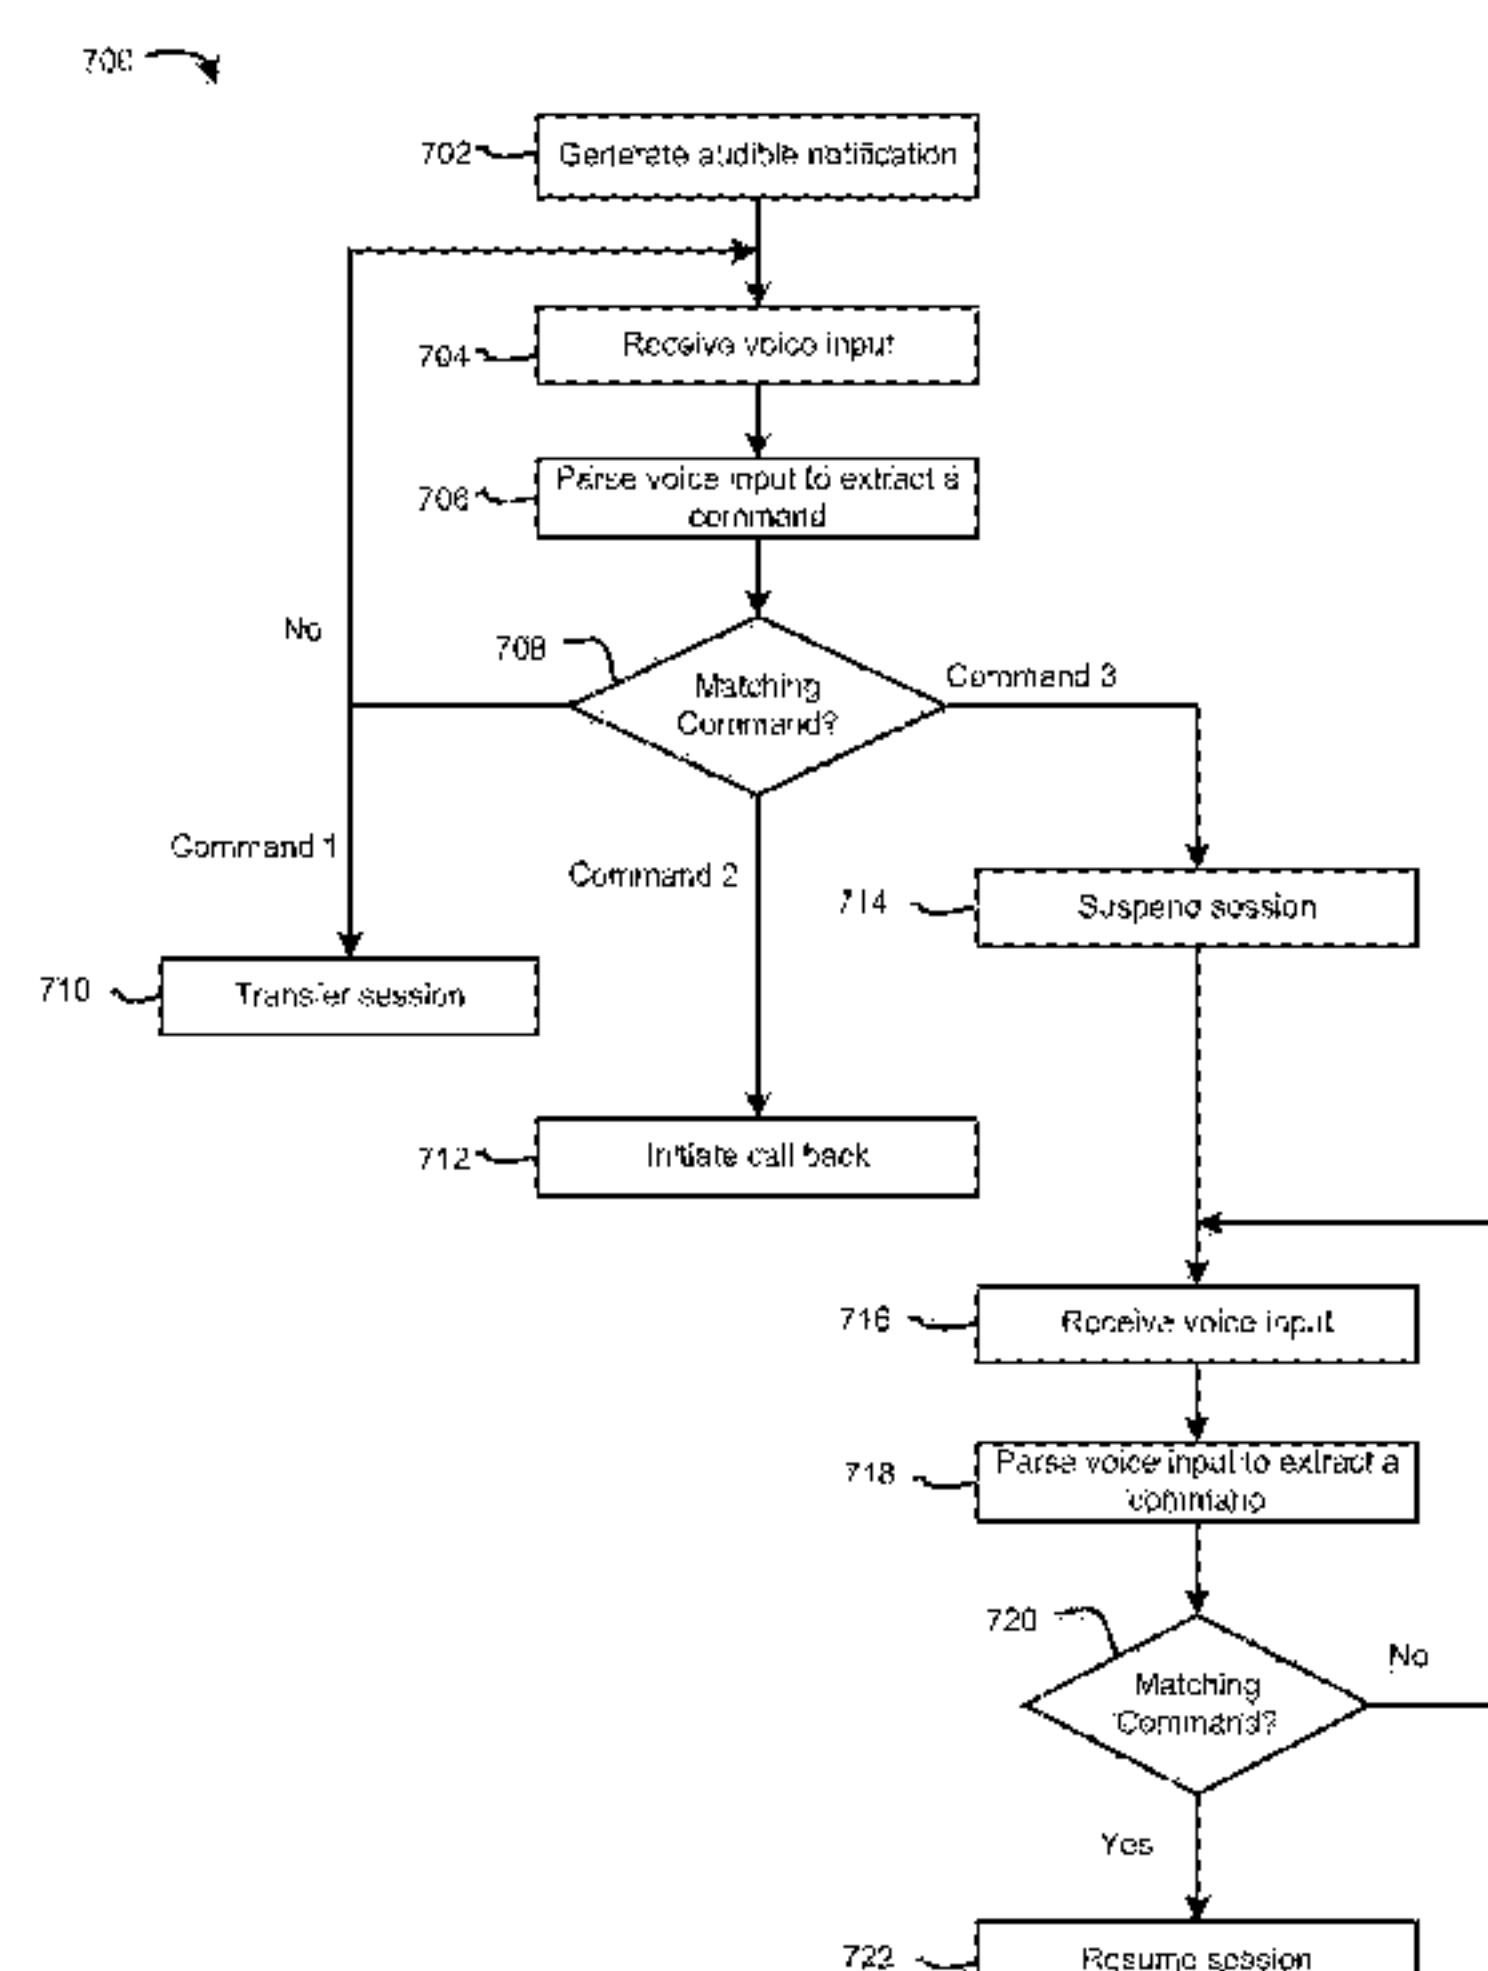 700
702
Generate audible notification
704
Receive voice input
706
Parse voice input to extract a
command
No
708
Matching
Command?
Command 3
Command 1
Command 2
714
Suspend session
710
Transfer session
712
Initiate call back
716
Receive voice input
718
Parse voice input to extract a
command
720
Matching
Command?
No
Yes
722
Resume session